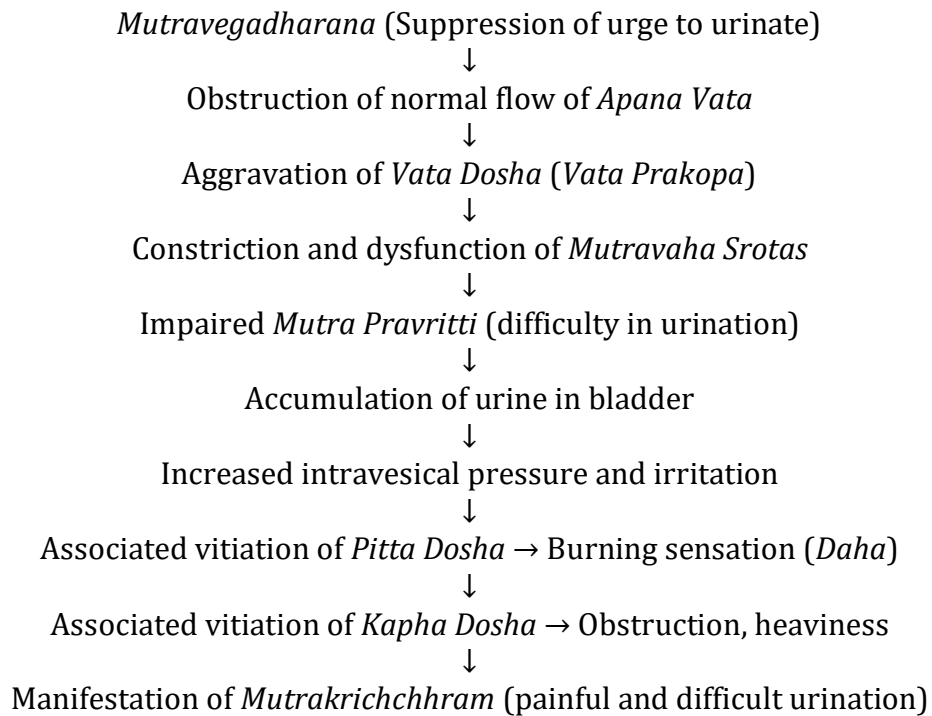 Mutravegadharana (Suppression of urge to urinate)
↓
Obstruction of normal flow of Apana Vata
↓
Aggravation of Vata Dosha (Vata Prakopa)
↓
Constriction and dysfunction of Mutravaha Srotas
↓
Impaired Mutra Pravritti (difficulty in urination)
↓
Accumulation of urine in bladder
↓
Increased intravesical pressure and irritation
↓
Associated vitiation of Pitta Dosha → Burning sensation (Daha)
↓
Associated vitiation of Kapha Dosha → Obstruction, heaviness
↓
Manifestation of Mutrakrichchhram (painful and difficult urination)